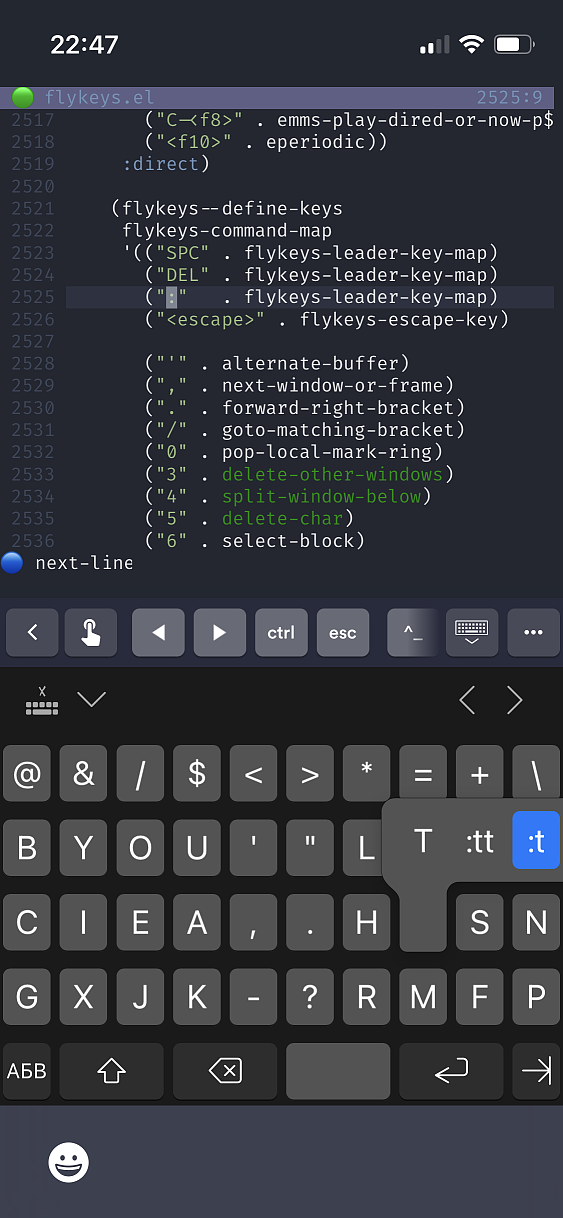 22:47
flykeys.el 2525:9
2517 ("C-<f8>" . emms-play-dired-or-now-p$
2518 ("<f10>" . eperiodic))
2519 :direct)
2520
2521 (flykeys--define-keys
2522 flykeys-command-map
2523 '(("SPC" . flykeys-leader-key-map)
2524 ("DEL" . flykeys-leader-key-map)
2525 (":" . flykeys-leader-key-map)
2526 ("<escape>" . flykeys-escape-key)
2527
2528 ("'" . alternate-buffer)
2529 ("," . next-window-or-frame)
2530 ("." . forward-right-bracket)
2531 ("/" . goto-matching-bracket)
2532 ("0" . pop-local-mark-ring)
2533 ("3" . delete-other-windows)
2534 ("4" . split-window-below)
2535 ("5" . delete-char)
2536 ("6" . select-block)
next-line
ctrl esc ^_ •••
@ & / $ < > * = + \
B Y O U ' " L T :tt :t
C I E A , . H S N
G X J K - ? R M F P
АБВ